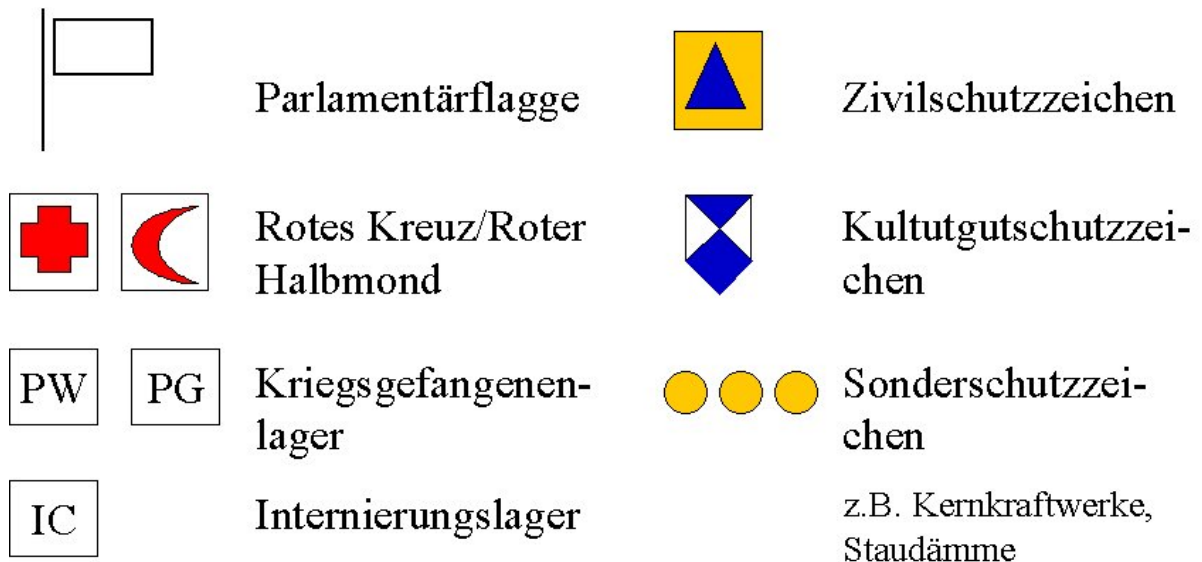 Parlamentärflagge
Zivilschutzzeichen
Rotes Kreuz/Roter
Halbmond
Kultutgutschutzzei-
chen
PW PG
Kriegsgefangenen-
lager
Sonderschutzzei-
chen
IC
Internierungslager
z.B. Kernkraftwerke,
Staudämme